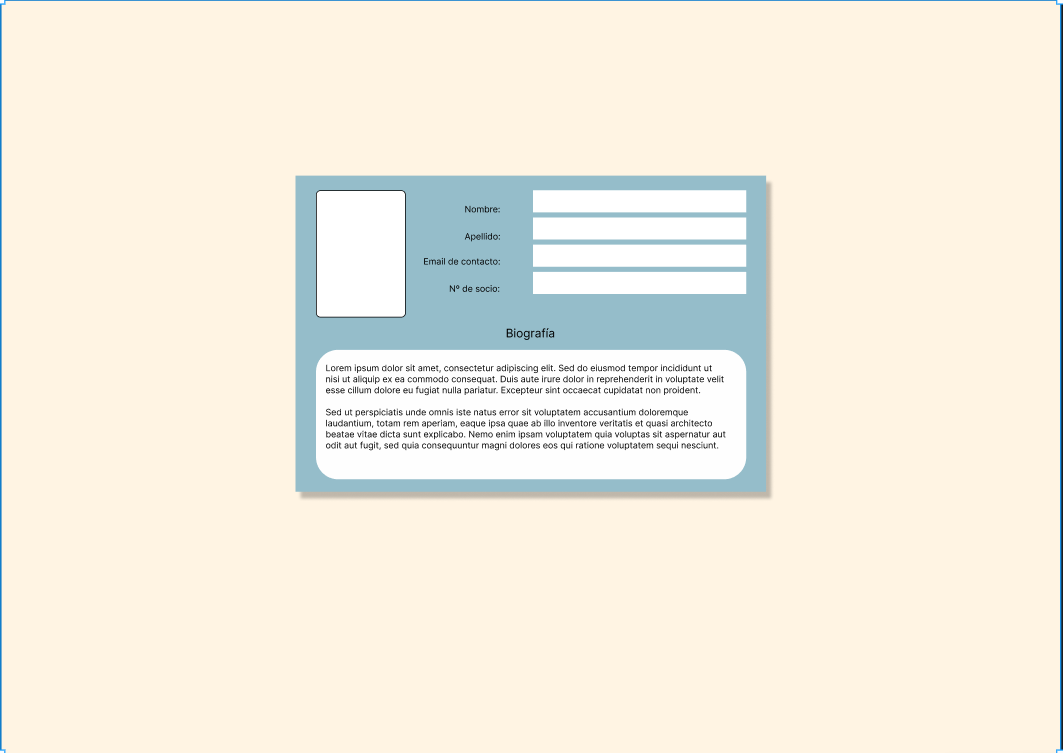 Nombre:
Apellido:
Email de contacto:
Nº de socio:
Biografía
Lorem ipsum dolor sit amet, consectetur adipiscing elit. Sed do eiusmod tempor incididunt ut
nisi ut aliquip ex ea commodo consequat. Duis aute irure dolor in reprehenderit in voluptate velit
esse cillum dolore eu fugiat nulla pariatur. Excepteur sint occaecat cupidatat non proident.
Sed ut perspiciatis unde omnis iste natus error sit voluptatem accusantium doloremque
laudantium, totam rem aperiam, eaque ipsa quae ab illo inventore veritatis et quasi architecto
beatae vitae dicta sunt explicabo. Nemo enim ipsam voluptatem quia voluptas sit aspernatur aut
odit aut fugit, sed quia consequuntur magni dolores eos qui ratione voluptatem sequi nesciunt.